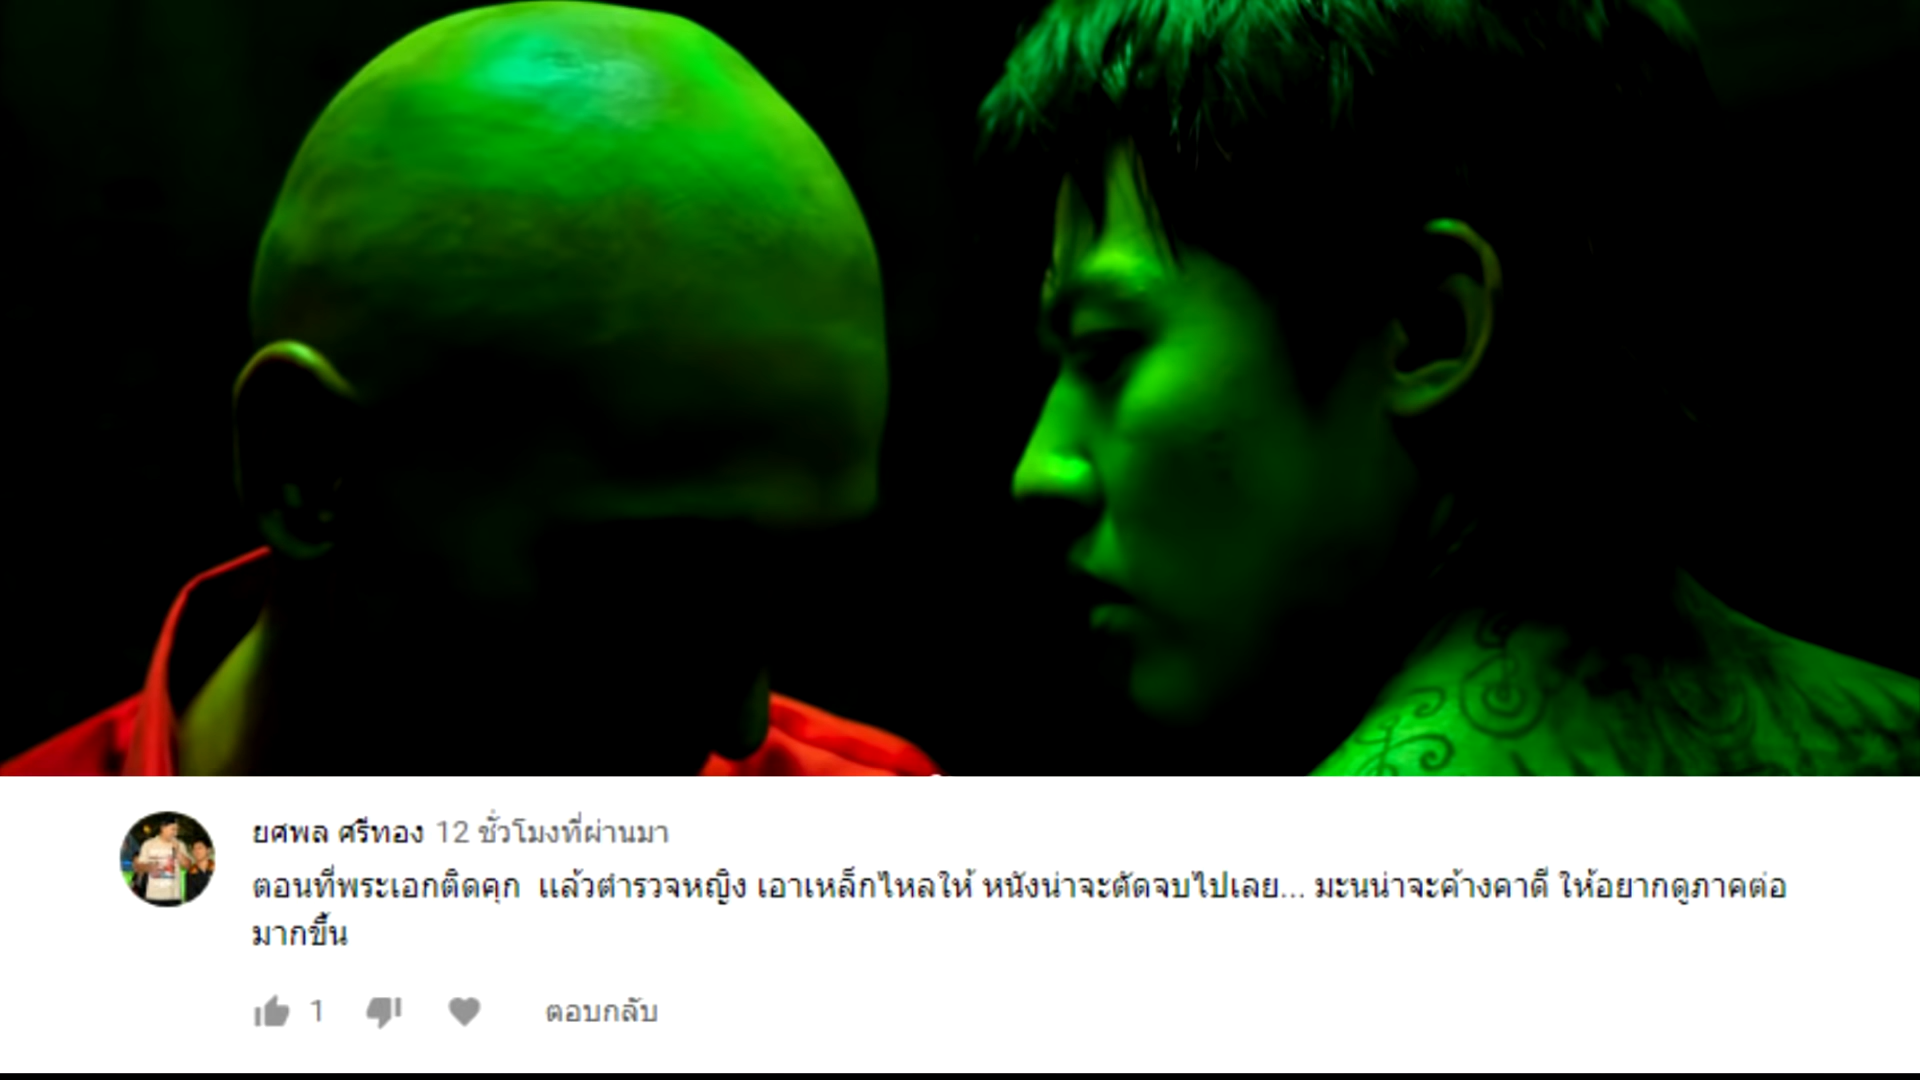 ยศพล ศรีทอง 12 ชั่วโมงที่ผ่านมา
ตอนที่พระเอกติดคุก แล้วตำรวจหญิง เอาเหล็กไหลให้ หนังน่าจะตัดจบไปเลย... มะนน่าจะค้างคาดี ให้อยากดูภาคต่อ
มากขึ้น
1 ตอบกลับ